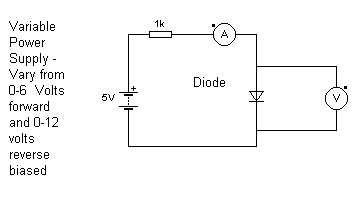 Variable
Power
Supply -
Vary from
0-6 Volts
forward
and 0-12
volts
reverse
biased
1k
A
5V
+
Diode
V